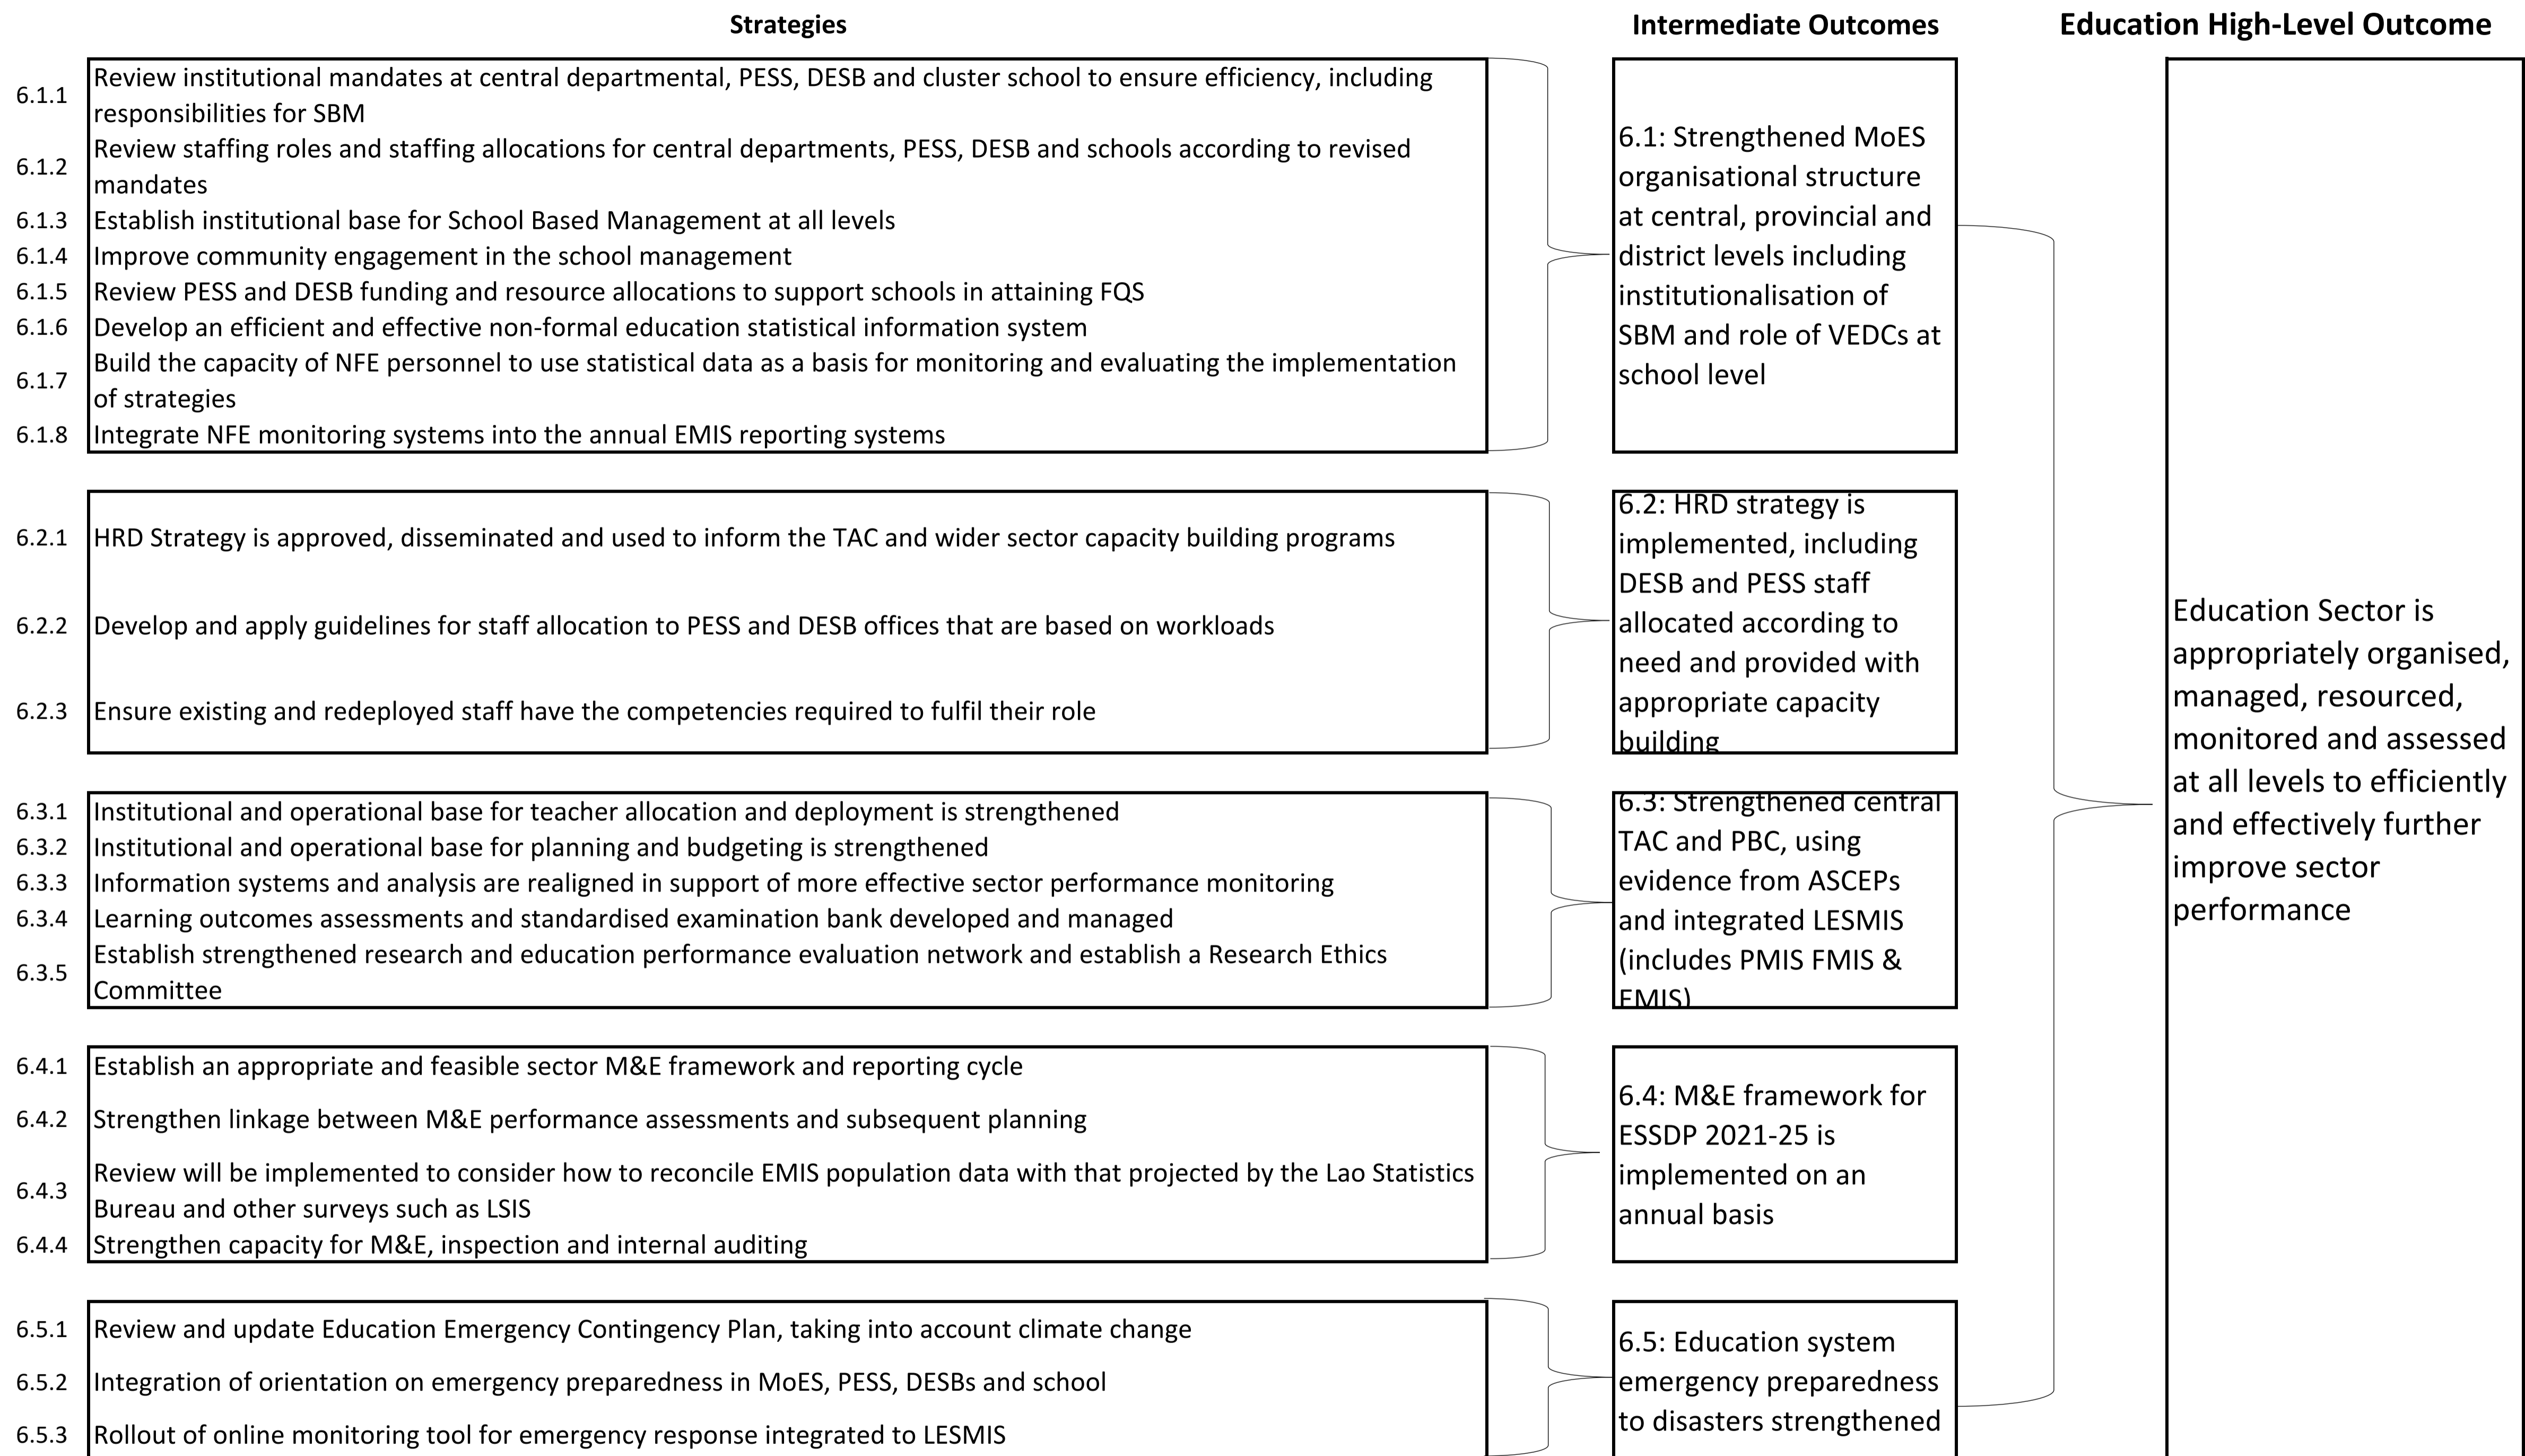 Strategies
Intermediate Outcomes
Education High-Level Outcome
6.1.1
Review institutional mandates at central departmental, PESS, DESB and cluster school to ensure efficiency, including
responsibilities for SBM
6.1.2
Review staffing roles and staffing allocations for central departments, PESS, DESB and schools according to revised
mandates
6.1.3
Establish institutional base for School Based Management at all levels
6.1.4
Improve community engagement in the school management
6.1.5
Review PESS and DESB funding and resource allocations to support schools in attaining FQS
6.1.6
Develop an efficient and effective non-formal education statistical information system
6.1.7
Build the capacity of NFE personnel to use statistical data as a basis for monitoring and evaluating the implementation
of strategies
6.1.8
Integrate NFE monitoring systems into the annual EMIS reporting systems
6.1: Strengthened MoES
organisational structure
at central, provincial and
district levels including
institutionalisation of
SBM and role of VEDCs at
school level
6.2.1
HRD Strategy is approved, disseminated and used to inform the TAC and wider sector capacity building programs
6.2.2
Develop and apply guidelines for staff allocation to PESS and DESB offices that are based on workloads
6.2.3
Ensure existing and redeployed staff have the competencies required to fulfil their role
6.2: HRD strategy is
implemented, including
DESB and PESS staff
allocated according to
need and provided with
appropriate capacity
building
6.3.1
Institutional and operational base for teacher allocation and deployment is strengthened
6.3.2
Institutional and operational base for planning and budgeting is strengthened
6.3.3
Information systems and analysis are realigned in support of more effective sector performance monitoring
6.3.4
Learning outcomes assessments and standardised examination bank developed and managed
6.3.5
Establish strengthened research and education performance evaluation network and establish a Research Ethics
Committee
6.3: Strengthened central
TAC and PBC, using
evidence from ASCEPs
and integrated LESMIS
(includes PMIS FMIS &
EMIS)
6.4.1
Establish an appropriate and feasible sector M&E framework and reporting cycle
6.4.2
Strengthen linkage between M&E performance assessments and subsequent planning
6.4.3
Review will be implemented to consider how to reconcile EMIS population data with that projected by the Lao Statistics
Bureau and other surveys such as LSIS
6.4.4
Strengthen capacity for M&E, inspection and internal auditing
6.4: M&E framework for
ESSDP 2021-25 is
implemented on an
annual basis
6.5.1
Review and update Education Emergency Contingency Plan, taking into account climate change
6.5.2
Integration of orientation on emergency preparedness in MoES, PESS, DESBs and school
6.5.3
Rollout of online monitoring tool for emergency response integrated to LESMIS
6.5: Education system
emergency preparedness
to disasters strengthened
Education Sector is
appropriately organised,
managed, resourced,
monitored and assessed
at all levels to efficiently
and effectively further
improve sector
performance